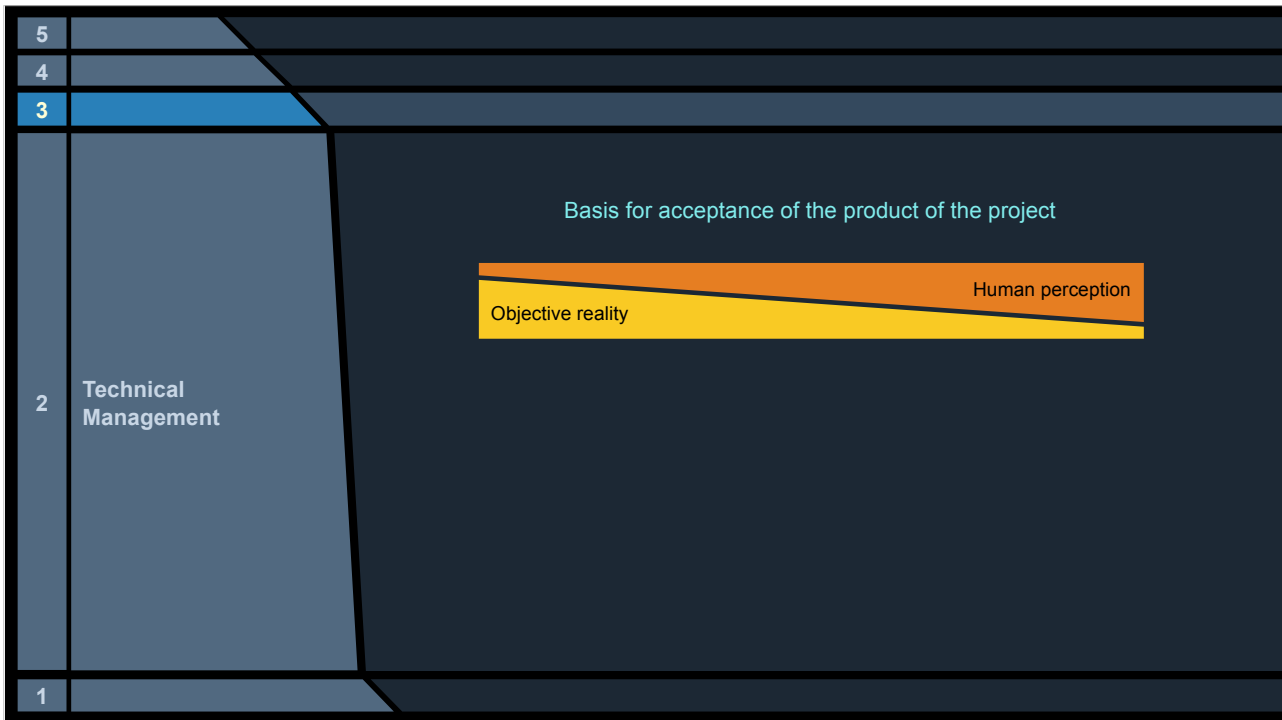 5
4
3
Basis for acceptance of the product of the project
Human perception
Objective reality
2
Technical
Management
1